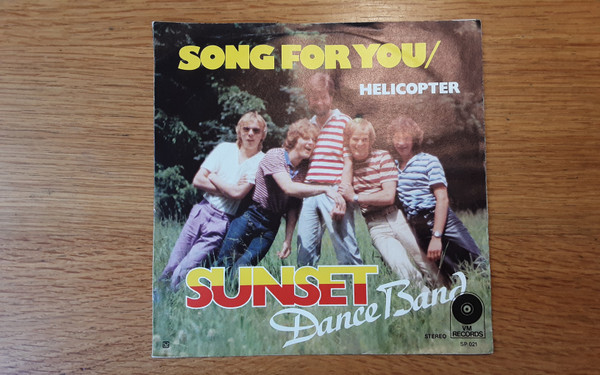 SONG FOR YOU/
HELICOPTER
SUNSET
Dance Band
STEREO
VM
RECORDS
SP. 821